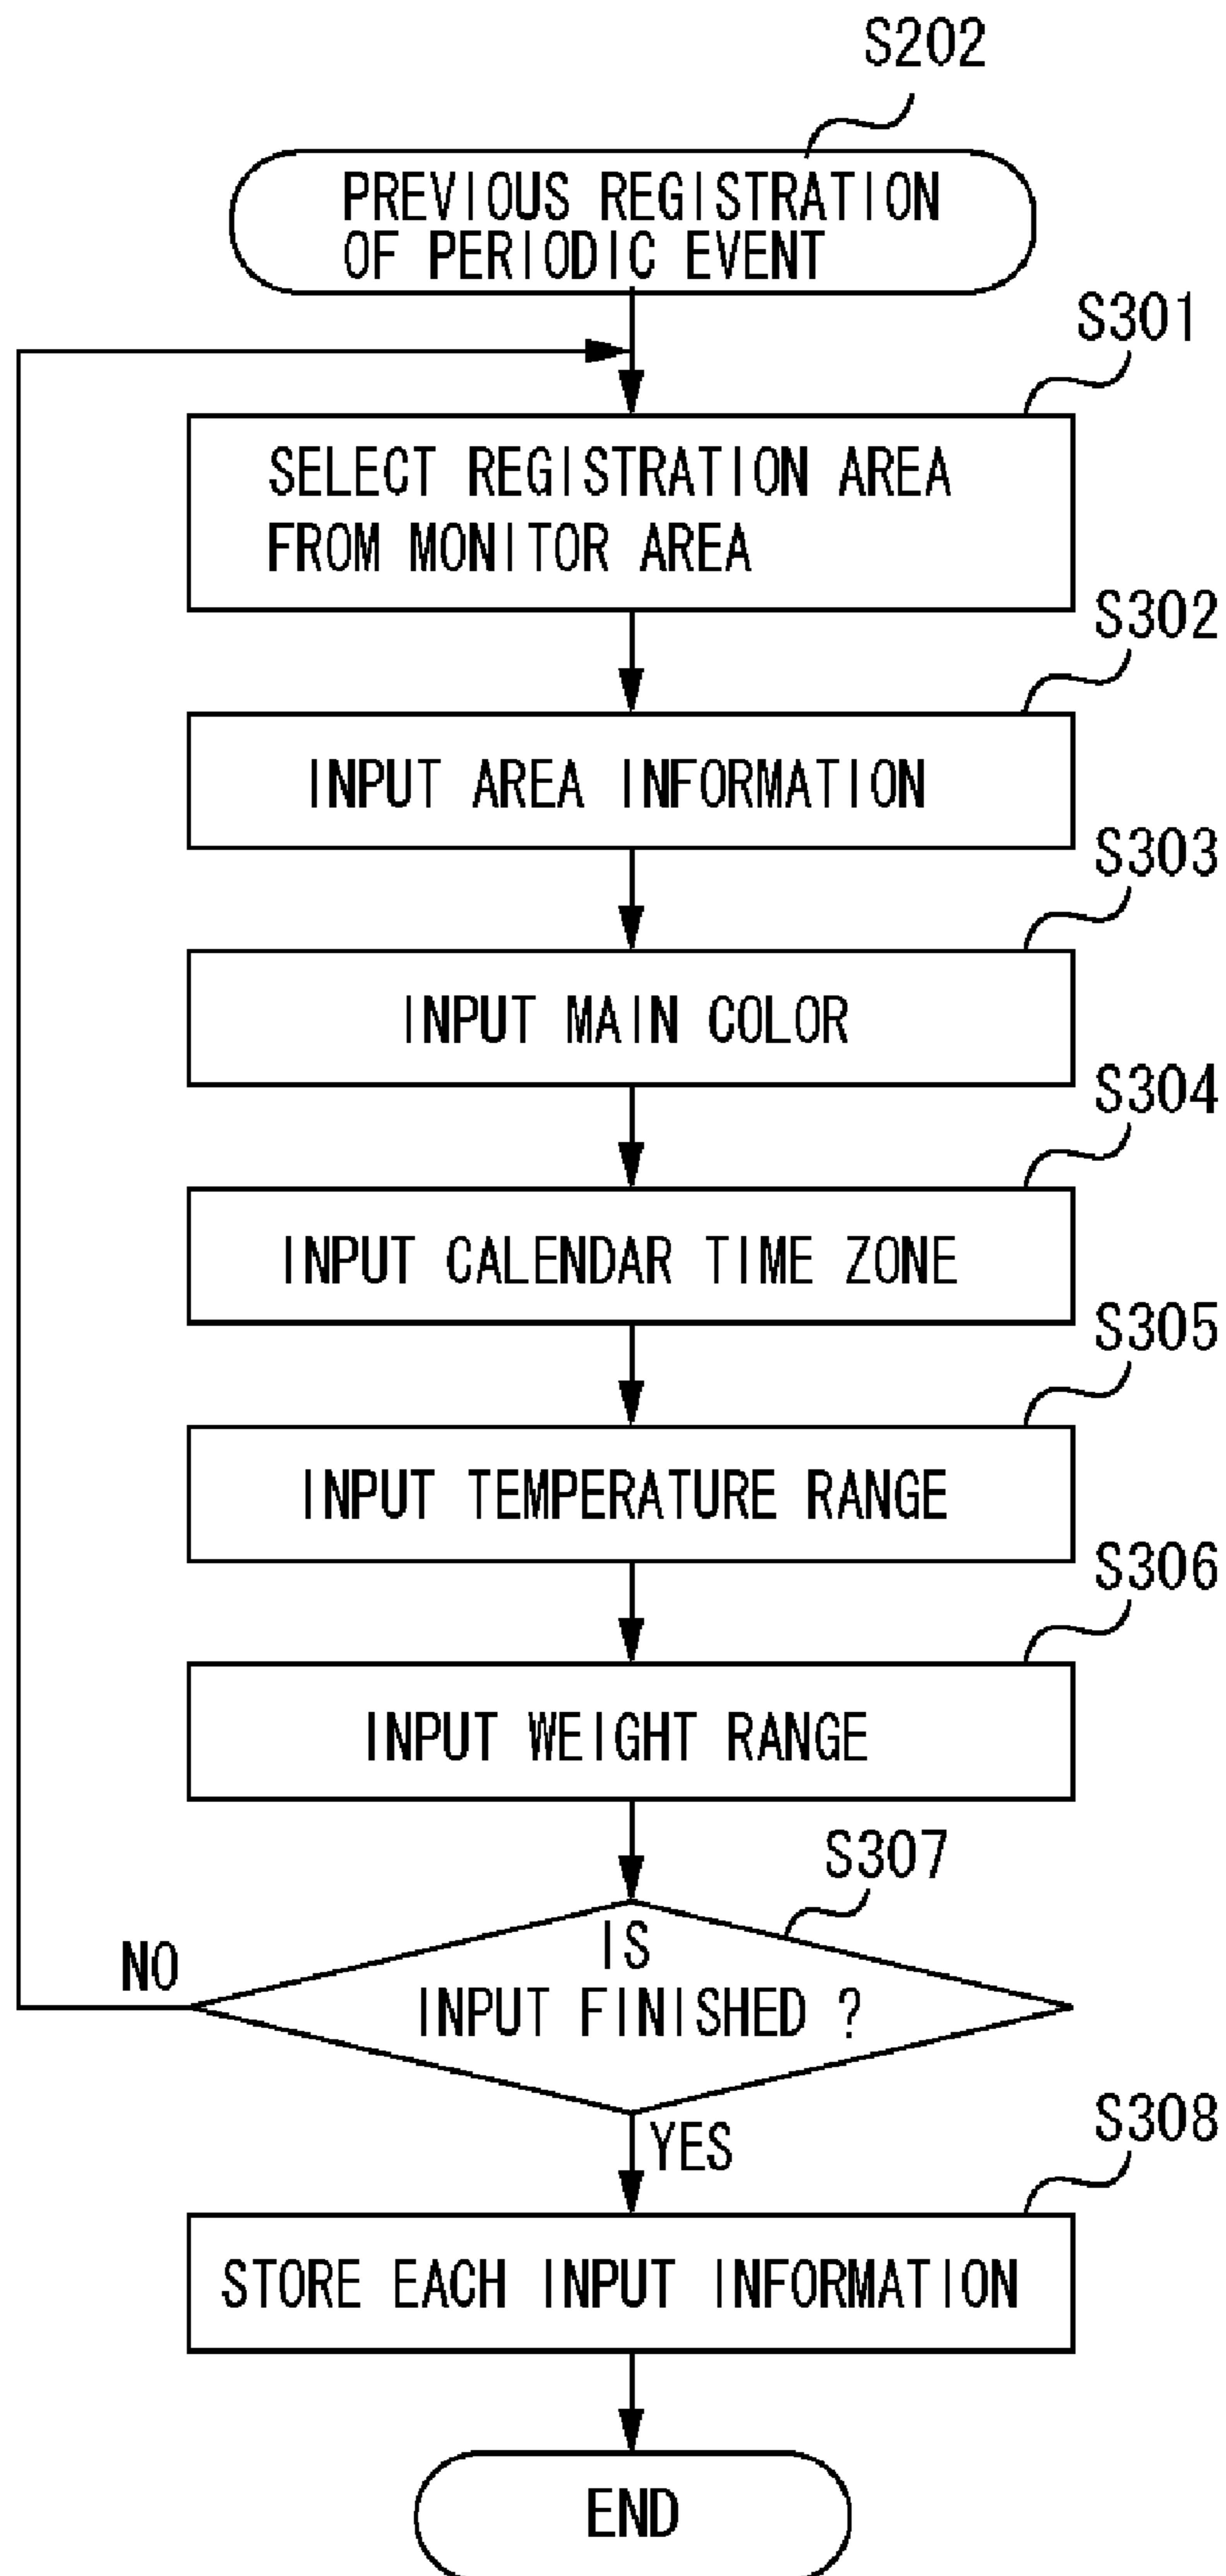 S202
PREVIOUS REGISTRATION
OF PERIODIC EVENT
S301
SELECT REGISTRATION AREA
FROM MONITOR AREA
S302
INPUT AREA INFORMATION
S303
INPUT MAIN COLOR
S304
INPUT CALENDAR TIME ZONE
S305
INPUT TEMPERATURE RANGE
S306
INPUT WEIGHT RANGE
S307
IS
INPUT FINISHED ?
NO
YES
S308
STORE EACH INPUT INFORMATION
END